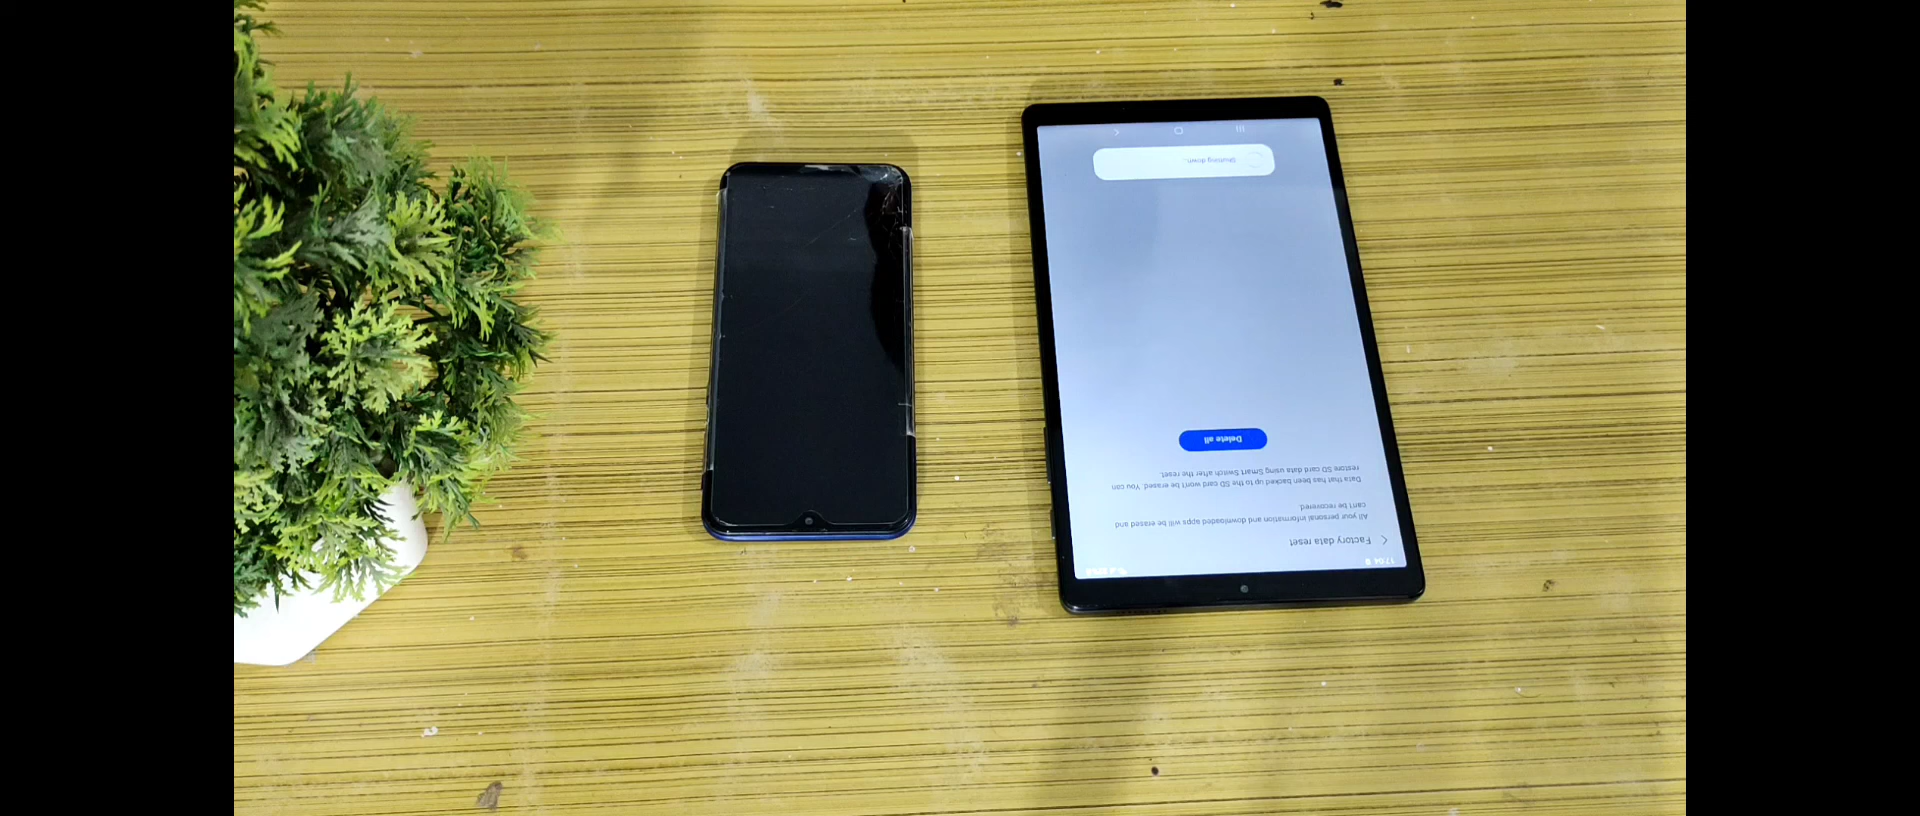 17:04
Factory data reset
All your personal information and downloaded apps will be erased and
can't be recovered.
Data that has been backed up to the SD card won't be erased. You can
restore SD card data using Smart Switch after the reset.
Delete all
Shutting down...